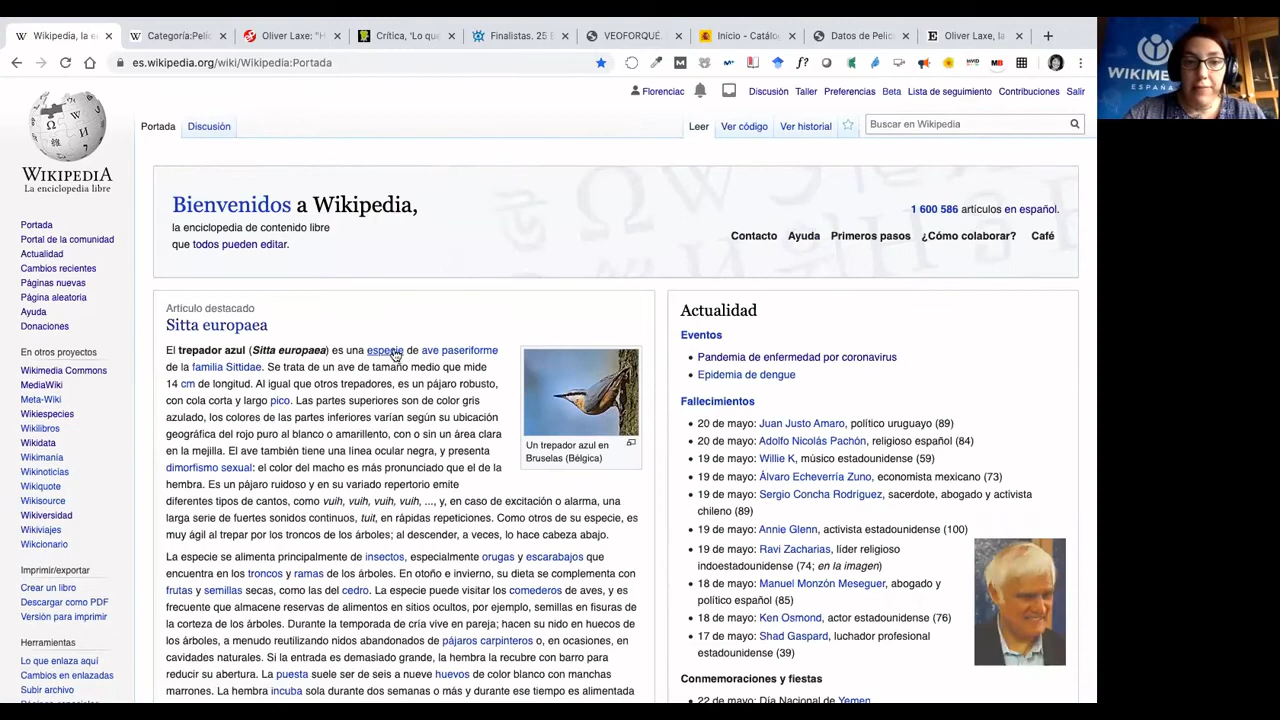 Wikipedia, la e
Categoría:Pelíc
Oliver Laxe: "H
Crítica, 'Lo que
Finalistas. 25 E
VEOFORQUÉ.
Inicio - Catálog
Datos de Pelíc
Oliver Laxe, la
es.wikipedia.org/wiki/Wikipedia:Portada
WIKIME
ESPAÑA
Florenciac
Discusión Taller Preferencias Beta Lista de seguimiento Contribuciones Salir
Portada Discusión
Leer Ver código Ver historial
Buscar en Wikipedia
WIKIPEDIA
La enciclopedia libre
Bienvenidos a Wikipedia,
la enciclopedia de contenido libre
que todos pueden editar.
1 600 586 artículos en español.
Contacto Ayuda Primeros pasos ¿Cómo colaborar? Café
Portada
Portal de la comunidad
Actualidad
Cambios recientes
Páginas nuevas
Página aleatoria
Ayuda
Donaciones
En otros proyectos
Wikimedia Commons
MediaWiki
Meta-Wiki
Wikiespecies
Wikilibros
Wikidata
Wikimanía
Wikinoticias
Wikiquote
Wikisource
Wikiversidad
Wikiviajes
Wikcionario
Imprimir/exportar
Crear un libro
Descargar como PDF
Versión para imprimir
Herramientas
Lo que enlaza aquí
Cambios en enlazadas
Subir archivo
Páginas especiales
Artículo destacado
Sitta europaea
El trepador azul (Sitta europaea) es una especie de ave paseriforme
de la familia Sittidae. Se trata de un ave de tamaño medio que mide
14 cm de longitud. Al igual que otros trepadores, es un pájaro robusto,
con cola corta y largo pico. Las partes superiores son de color gris
azulado, los colores de las partes inferiores varían según su ubicación
geográfica del rojo puro al blanco o amarillento, con o sin un área clara
en la mejilla. El ave también tiene una línea ocular negra, y presenta
dimorfismo sexual: el color del macho es más pronunciado que el de la
hembra. Es un pájaro ruidoso y en su variado repertorio emite
diferentes tipos de cantos, como vuih, vuih, vuih, vuih, ..., y, en caso de excitación o alarma, una
larga serie de fuertes sonidos continuos, tuit, en rápidas repeticiones. Como otros de su especie, es
muy ágil al trepar por los troncos de los árboles; al descender, a veces, lo hace cabeza abajo.
La especie se alimenta principalmente de insectos, especialmente orugas y escarabajos que
encuentra en los troncos y ramas de los árboles. En otoño e invierno, su dieta se complementa con
frutas y semillas secas, como las del cedro. La especie puede visitar los comederos de aves, y es
frecuente que almacene reservas de alimentos en sitios ocultos, por ejemplo, semillas en fisuras de
la corteza de los árboles. Durante la temporada de cría vive en pareja; hacen su nido en huecos de
los árboles, a menudo reutilizando nidos abandonados de pájaros carpinteros o, en ocasiones, en
cavidades naturales. Si la entrada es demasiado grande, la hembra la recubre con barro para
reducir su abertura. La puesta suele ser de seis a nueve huevos de color blanco con manchas
marrones. La hembra incuba sola durante dos semanas o más y durante ese tiempo es alimentada
Un trepador azul en
Bruselas (Bélgica)
Actualidad
Eventos
Pandemia de enfermedad por coronavirus
Epidemia de dengue
Fallecimientos
20 de mayo: Juan Justo Amaro, político uruguayo (89)
20 de mayo: Adolfo Nicolás Pachón, religioso español (84)
19 de mayo: Willie K, músico estadounidense (59)
19 de mayo: Álvaro Echeverría Zuno, economista mexicano (73)
19 de mayo: Sergio Concha Rodríguez, sacerdote, abogado y activista
chileno (89)
19 de mayo: Annie Glenn, activista estadounidense (100)
19 de mayo: Ravi Zacharias, líder religioso
indoestadounidense (74; en la imagen)
18 de mayo: Manuel Monzón Meseguer, abogado y
político español (85)
18 de mayo: Ken Osmond, actor estadounidense (76)
17 de mayo: Shad Gaspard, luchador profesional
estadounidense (39)
Conmemoraciones y fiestas
22 de mayo: Día Nacional de Yemen